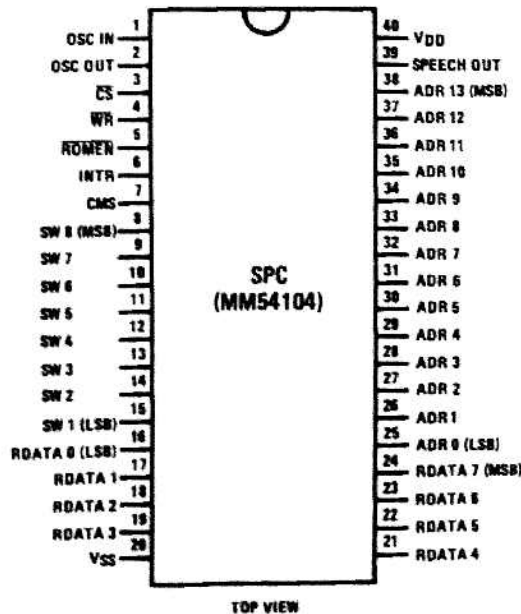 1 OSC IN
2 OSC OUT
3 C̅S̅
4 W̅R̅
5 R̅O̅M̅E̅N̅
6 INTR
7 CMS
8 SW 8 (MSB)
9 SW 7
10 SW 6
11 SW 5
12 SW 4
13 SW 3
14 SW 2
15 SW 1 (LSB)
16 RDATA 0 (LSB)
17 RDATA 1
18 RDATA 2
19 RDATA 3
20 VSS
SPC
(MM54104)
40 VDD
39 SPEECH OUT
38 ADR 13 (MSB)
37 ADR 12
36 ADR 11
35 ADR 10
34 ADR 9
33 ADR 8
32 ADR 7
31 ADR 6
30 ADR 5
29 ADR 4
28 ADR 3
27 ADR 2
26 ADR 1
25 ADR 0 (LSB)
24 RDATA 7 (MSB)
23 RDATA 6
22 RDATA 5
21 RDATA 4
TOP VIEW